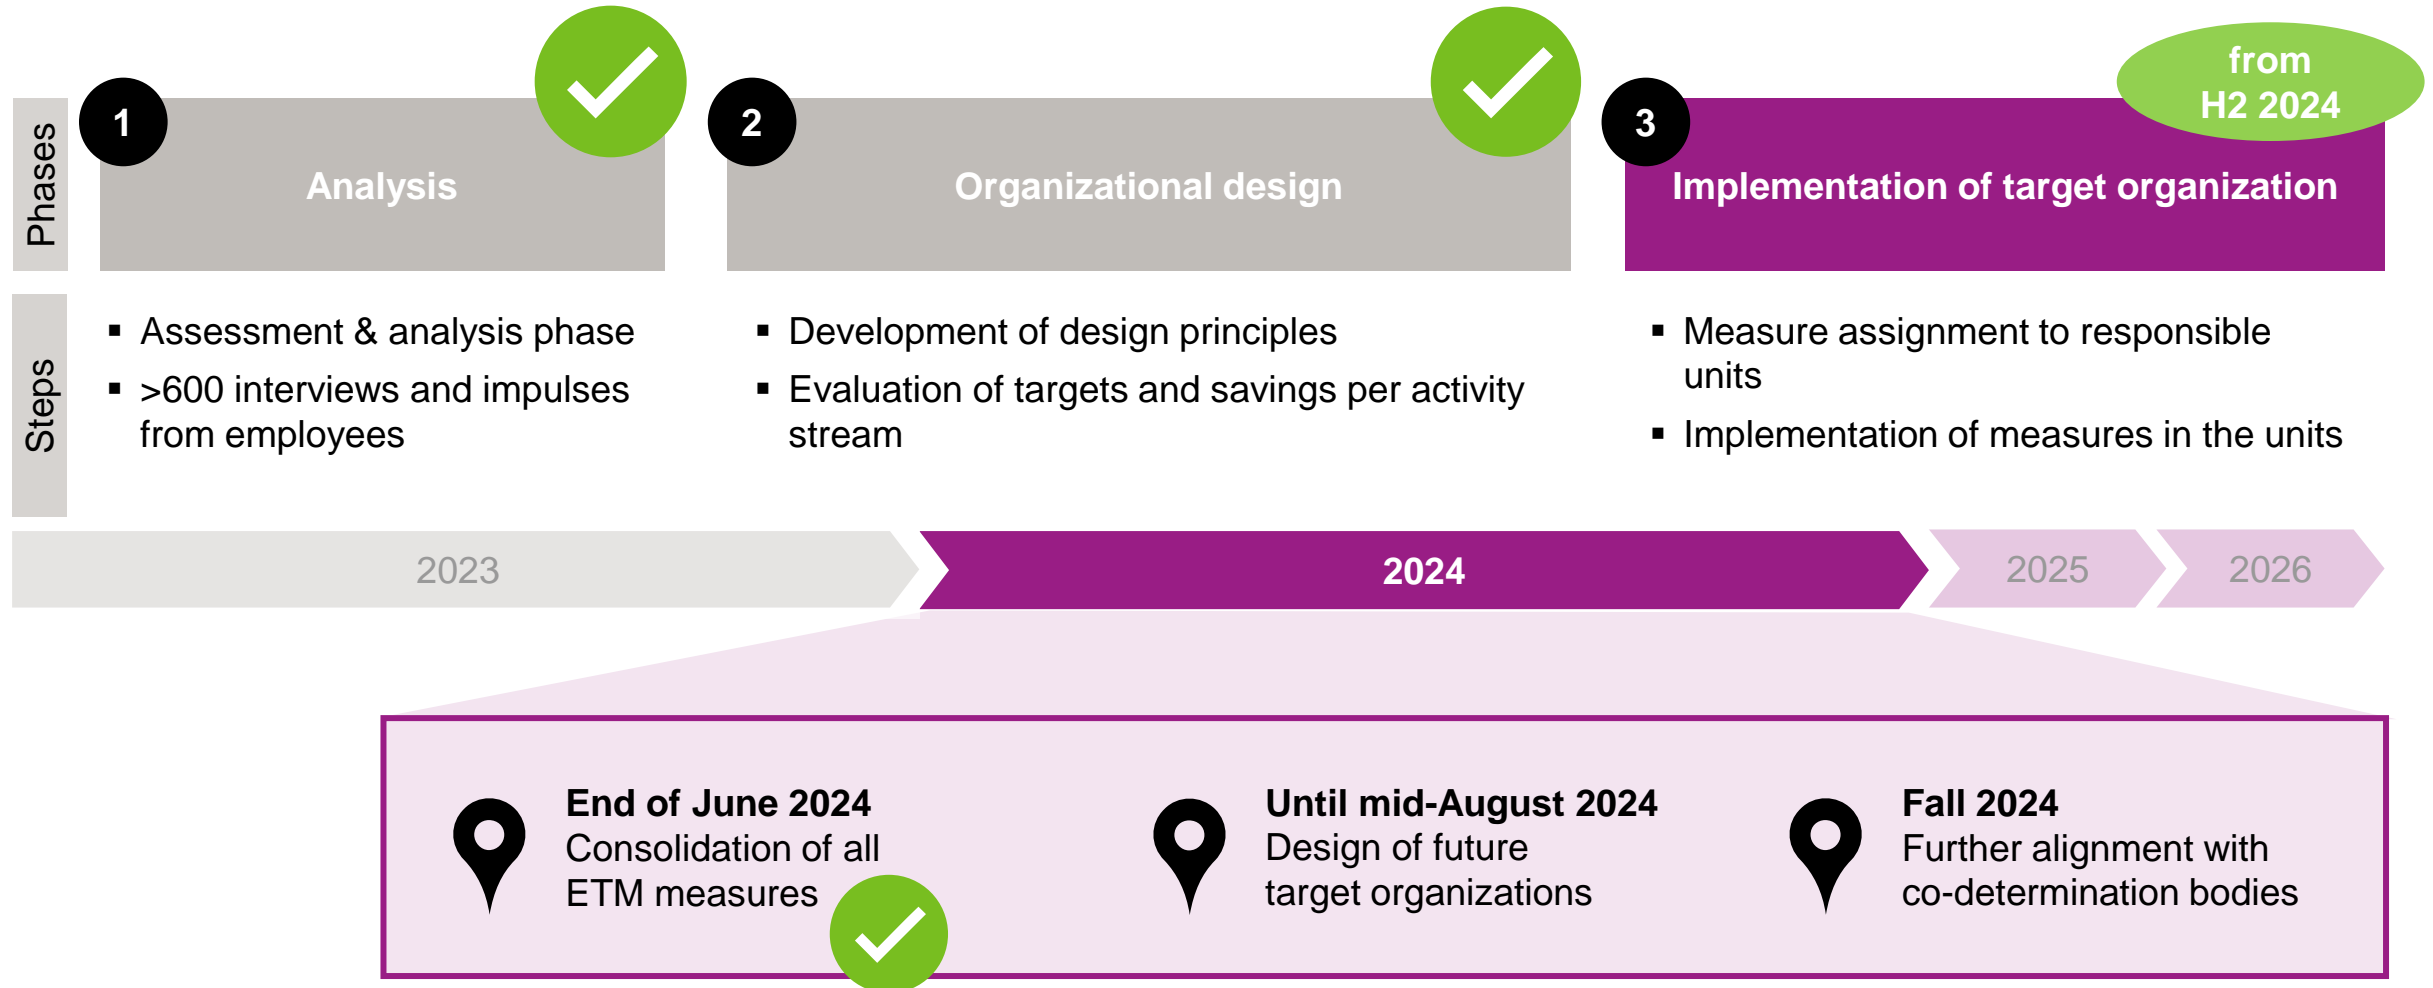 Phases
1
Analysis
2
Organizational design
3
Implementation of target organization
from
H2 2024
Steps
▪ Assessment & analysis phase
▪ >600 interviews and impulses
from employees
▪ Development of design principles
▪ Evaluation of targets and savings per activity
stream
▪ Measure assignment to responsible
units
▪ Implementation of measures in the units
2023
2024
2025
2026
End of June 2024
Consolidation of all
ETM measures
Until mid-August 2024
Design of future
target organizations
Fall 2024
Further alignment with
co-determination bodies